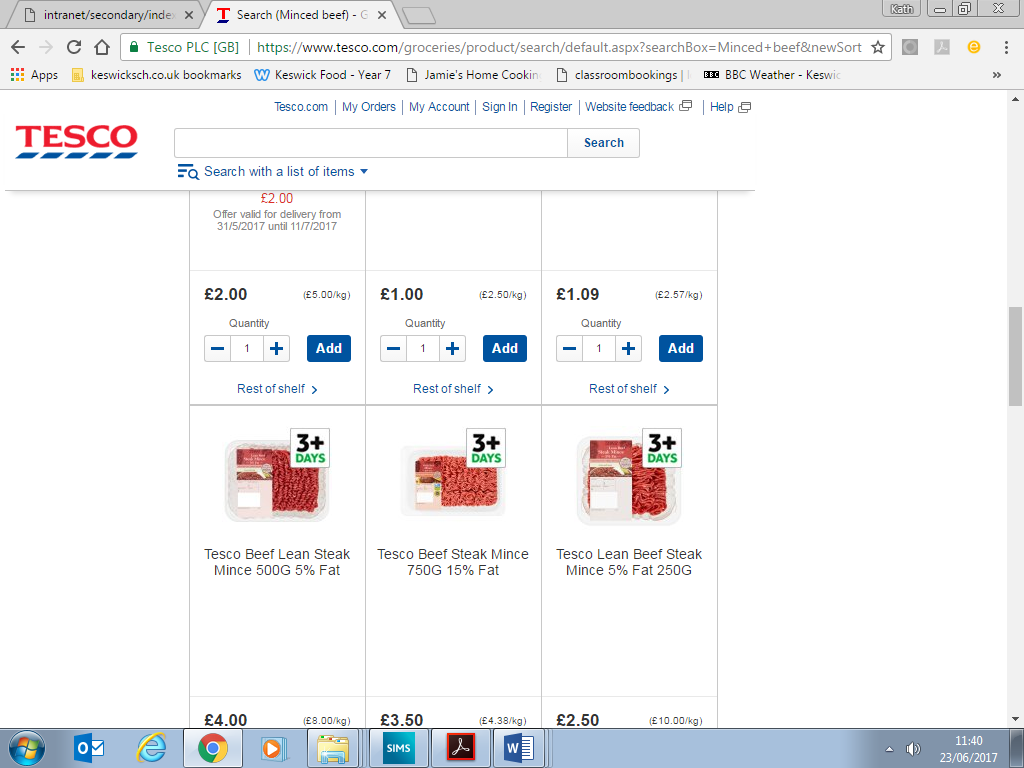 intranet/secondary/index
Search (Minced beef) - G
Kath
Tesco PLC [GB]
https://www.tesco.com/groceries/product/search/default.aspx?searchBox=Minced+beef&newSort
Apps
keswicksch.co.uk bookmarks
Keswick Food - Year 7
Jamie's Home Cookin
classroombookings |
BBC Weather - Keswic
»
Tesco.com | My Orders | My Account | Sign In | Register | Website feedback | Help
TESCO
Search
Search with a list of items
£2.00
Offer valid for delivery from
31/5/2017 until 11/7/2017
£2.00 (£5.00/kg)
Quantity
1
Add
Rest of shelf
£1.00 (£2.50/kg)
Quantity
1
Add
Rest of shelf
£1.09 (£2.57/kg)
Quantity
1
Add
Rest of shelf
3+
DAYS
Tesco Beef Lean Steak
Mince 500G 5% Fat
£4.00 (£8.00/kg)
3+
DAYS
Tesco Beef Steak Mince
750G 15% Fat
£3.50 (£4.38/kg)
3+
DAYS
Steak Mince
Tesco Lean Beef Steak
Mince 5% Fat 250G
£2.50 (£10.00/kg)
SIMS
11:40
23/06/2017